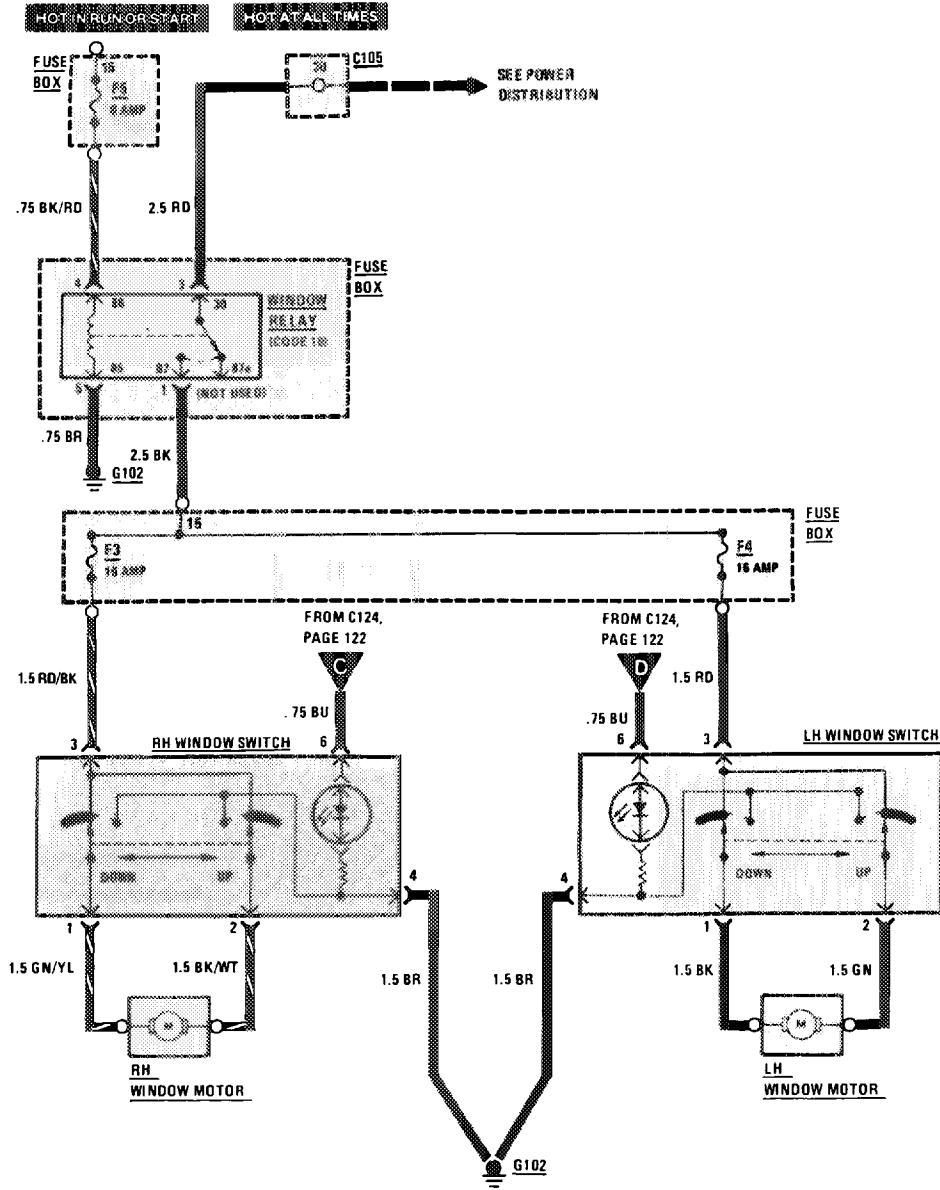 HOT IN RUN OR START
HOT AT ALL TIMES
FUSE
BOX
15
F5
8 AMP
30
C105
SEE POWER
DISTRIBUTION
.75 BK/RD
2.5 RD
FUSE
BOX
4
3
86
30
WINDOW
RELAY
(CODE 10)
85
87
87a
5
1
(NOT USED)
.75 BR
G102
2.5 BK
15
FUSE
BOX
F3
16 AMP
F4
16 AMP
FROM C124,
PAGE 122
C
FROM C124,
PAGE 122
D
1.5 RD/BK
.75 BU
.75 BU
1.5 RD
3
RH WINDOW SWITCH
6
6
3
LH WINDOW SWITCH
DOWN
UP
4
4
DOWN
UP
1
2
1
2
1.5 GN/YL
1.5 BK/WT
1.5 BR
1.5 BR
1.5 BK
1.5 GN
M
M
RH
WINDOW MOTOR
LH
WINDOW MOTOR
G102